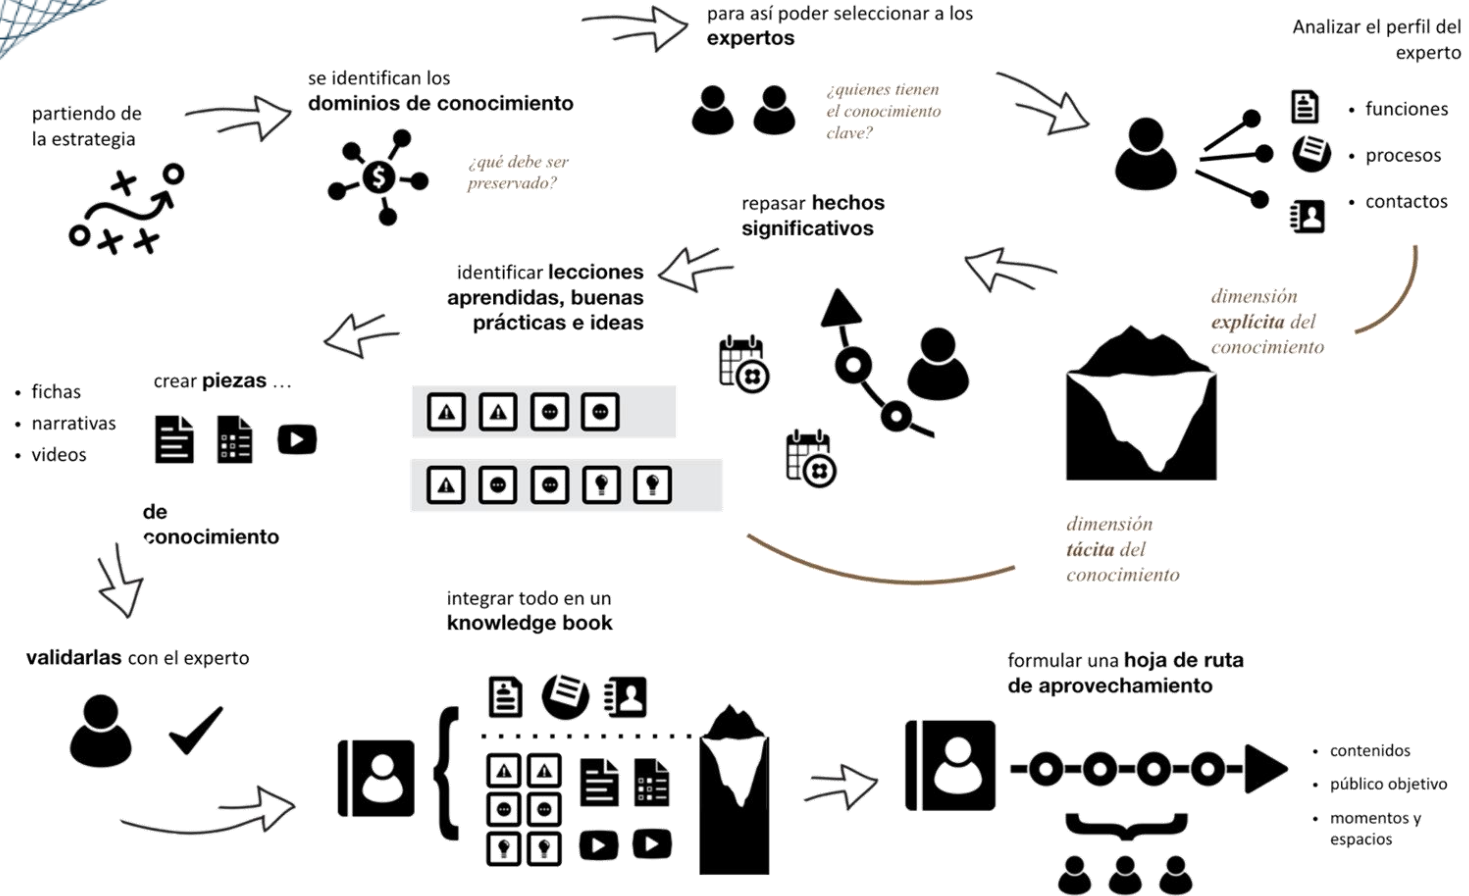 partiendo de
la estrategia
se identifican los
dominios de conocimiento
¿qué debe ser
preservado?
para así poder seleccionar a los
expertos
¿quienes tienen
el conocimiento
clave?
Analizar el perfil del
experto
• funciones
• procesos
• contactos
dimensión
explícita del
conocimiento
dimensión
tácita del
conocimiento
repasar hechos
significativos
identificar lecciones
aprendidas, buenas
prácticas e ideas
crear piezas ...
• fichas
• narrativas
• videos
de
conocimiento
validarlas con el experto
integrar todo en un
knowledge book
formular una hoja de ruta
de aprovechamiento
• contenidos
• público objetivo
• momentos y
espacios